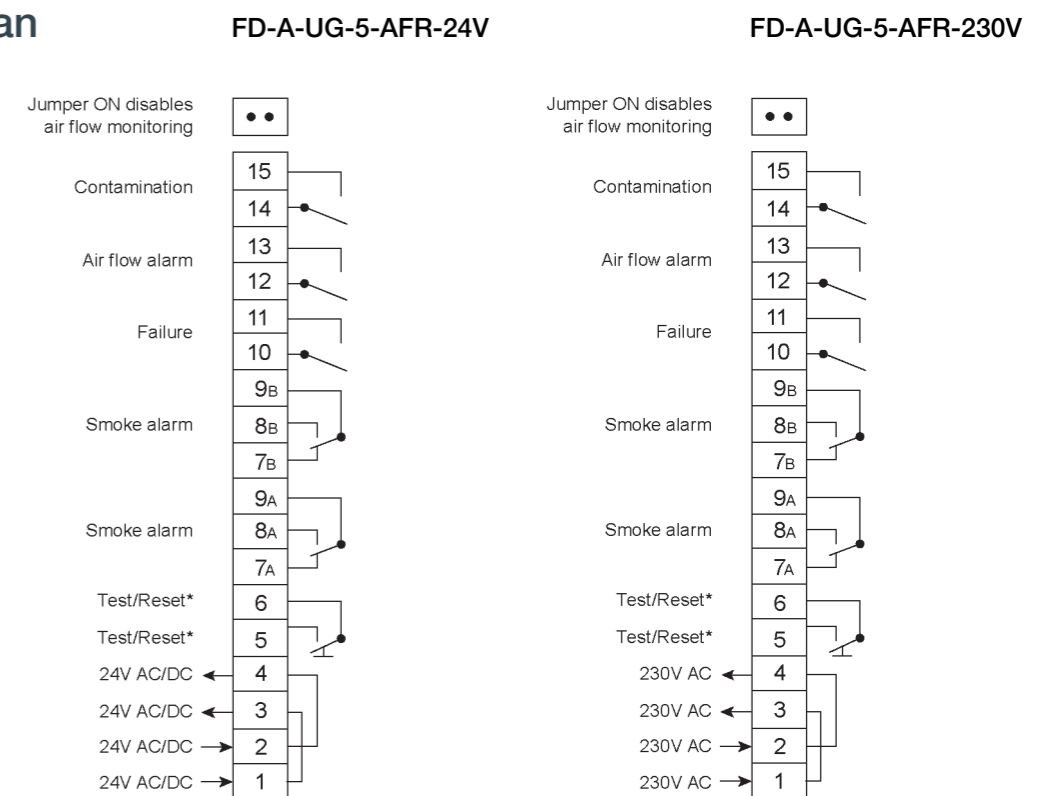 an
FD-A-UG-5-AFR-24V
Jumper ON disables
air flow monitoring
15
Contamination
14
13
Air flow alarm
12
11
Failure
10
9B
Smoke alarm
8B
7B
9A
Smoke alarm
8A
7A
Test/Reset* 6
Test/Reset* 5
24V AC/DC 4
24V AC/DC 3
24V AC/DC 2
24V AC/DC 1
FD-A-UG-5-AFR-230V
Jumper ON disables
air flow monitoring
15
Contamination
14
13
Air flow alarm
12
11
Failure
10
9B
Smoke alarm
8B
7B
9A
Smoke alarm
8A
7A
Test/Reset* 6
Test/Reset* 5
230V AC 4
230V AC 3
230V AC 2
230V AC 1